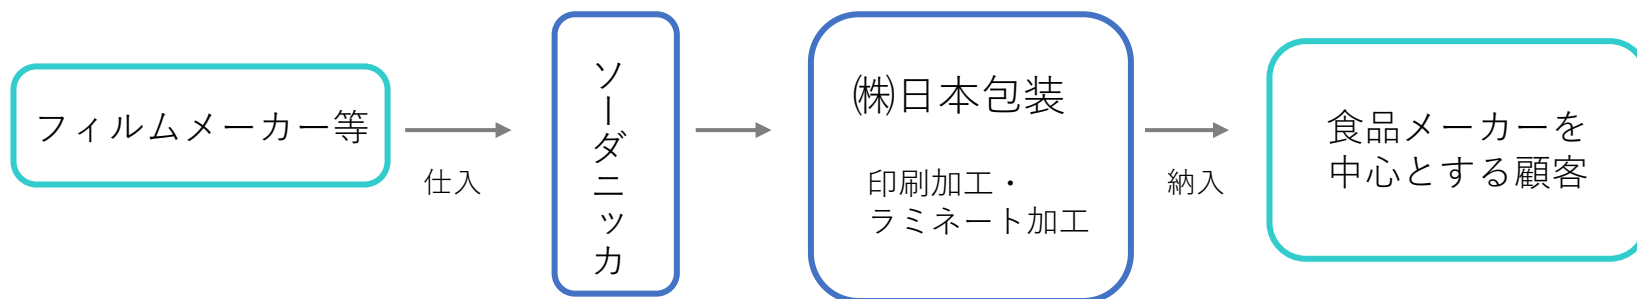 フィルムメーカー等
仕入
ソーダニッカ
㈱日本包装
印刷加工・
ラミネート加工
納入
食品メーカーを
中心とする顧客